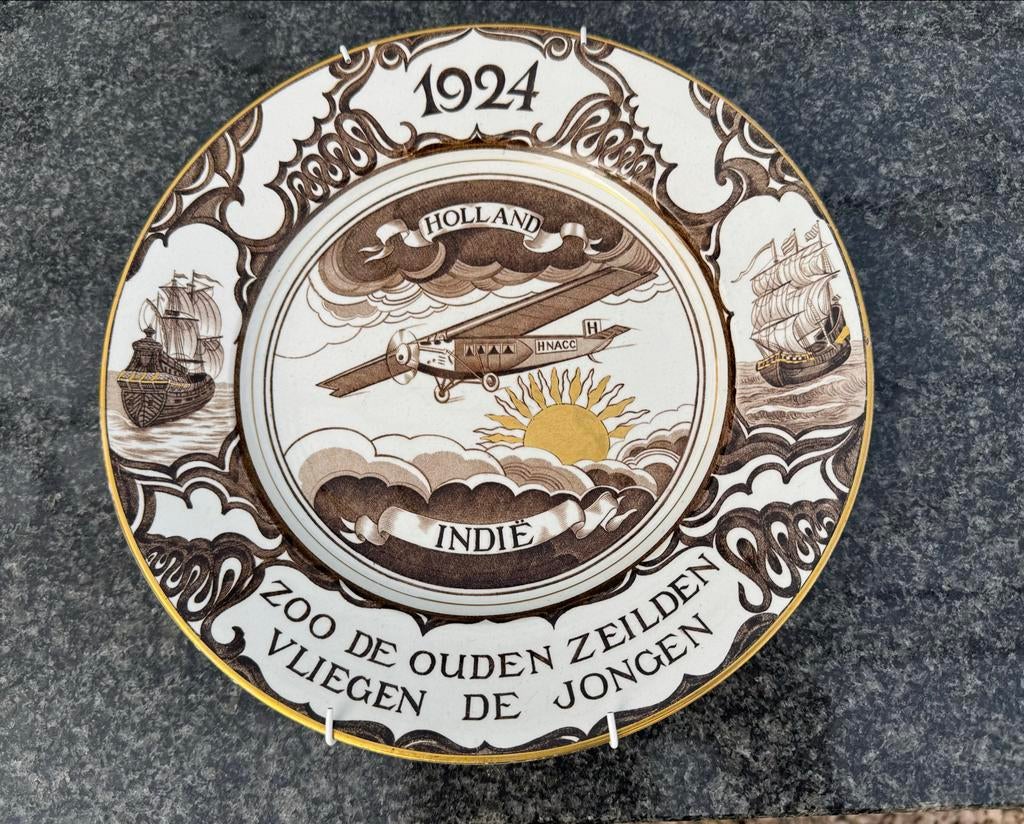 1924
HOLLAND
H
HNACC
INDIË
ZOO DE OUDEN ZEILDEN
VLIEGEN DE JONGEN